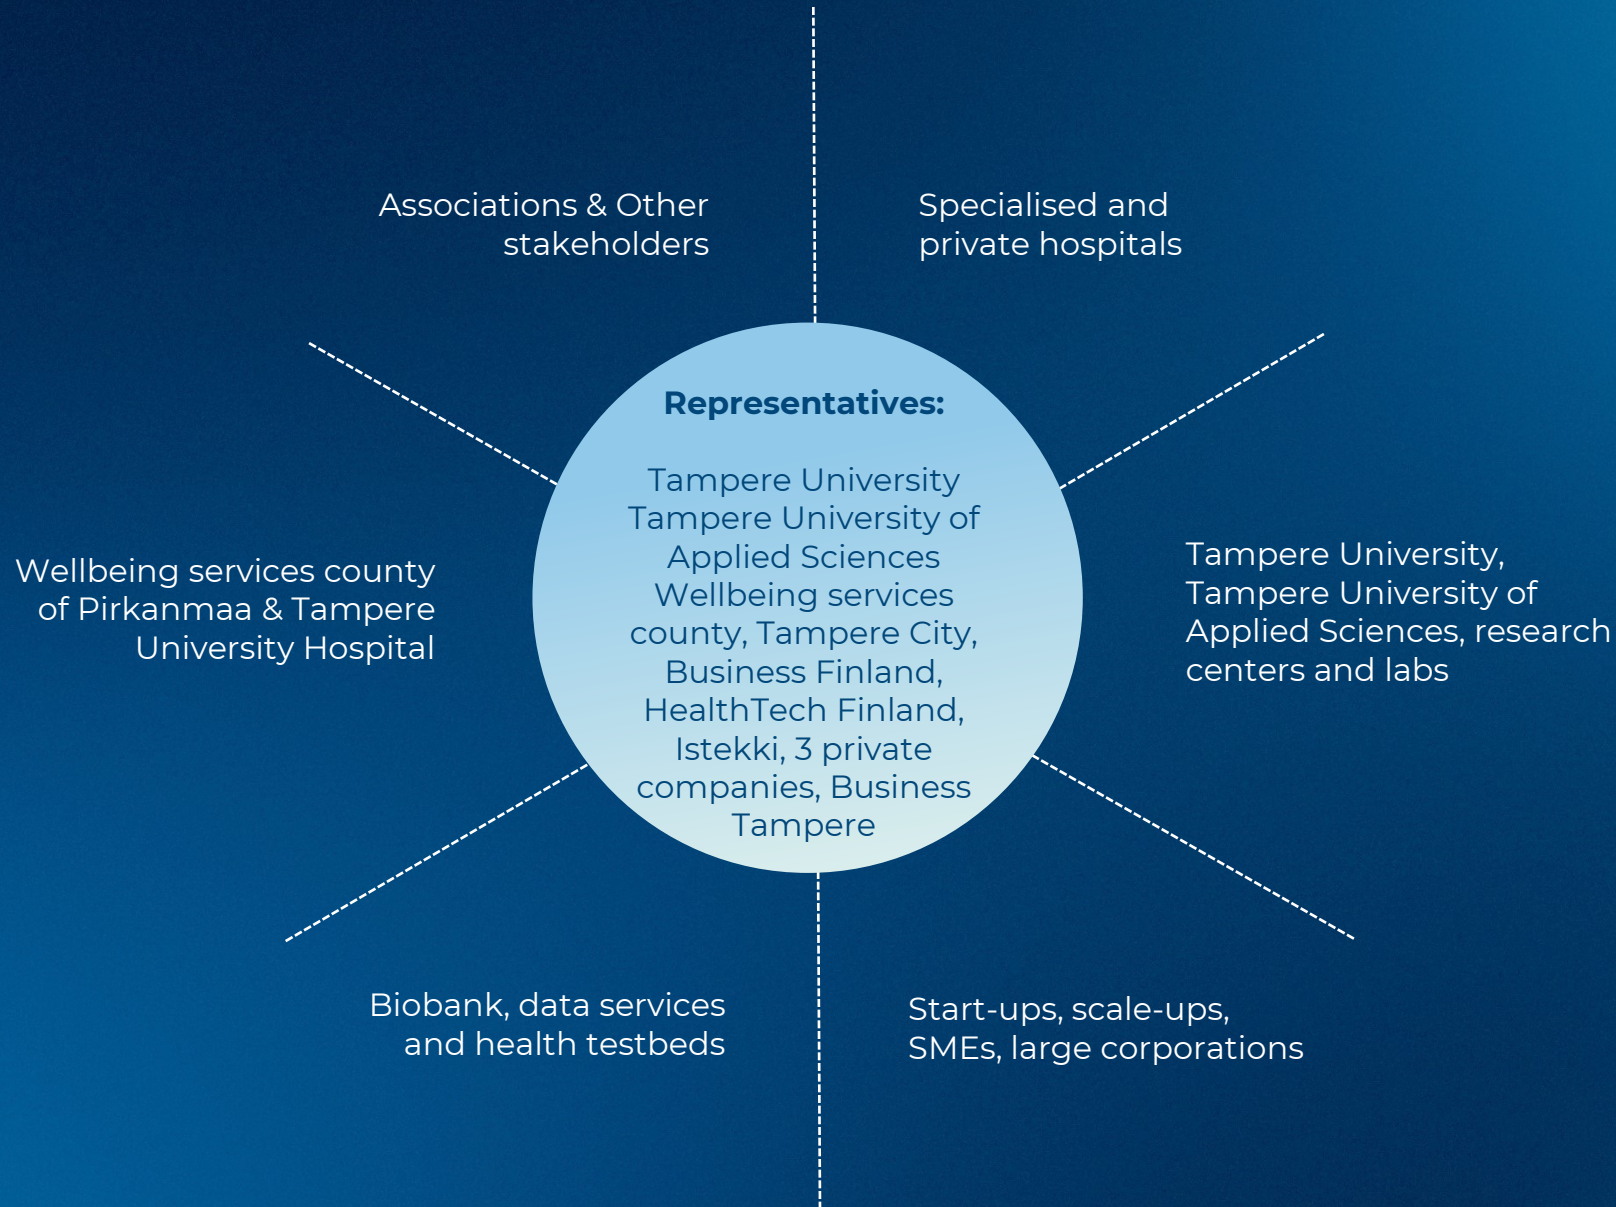 Associations & Other
stakeholders
Specialised and
private hospitals
Representatives:
Tampere University
Tampere University of
Applied Sciences
Wellbeing services
county, Tampere City,
Business Finland,
HealthTech Finland,
Istekki, 3 private
companies, Business
Tampere
Wellbeing services county
of Pirkanmaa & Tampere
University Hospital
Tampere University,
Tampere University of
Applied Sciences, research
centers and labs
Biobank, data services
and health testbeds
Start-ups, scale-ups,
SMEs, large corporations